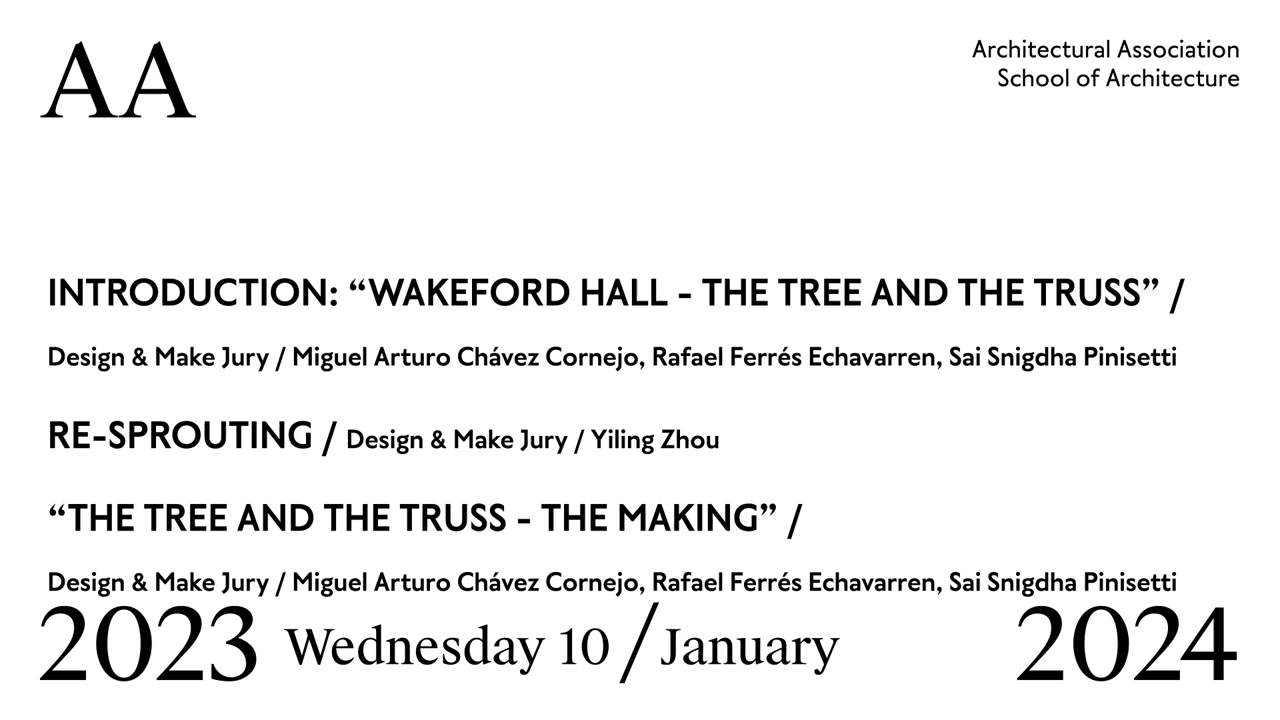 AA
Architectural Association
School of Architecture
INTRODUCTION: “WAKEFORD HALL - THE TREE AND THE TRUSS” /
Design & Make Jury / Miguel Arturo Chávez Cornejo, Rafael Ferrés Echavarren, Sai Snigdha Pinisetti
RE-SPROUTING / Design & Make Jury / Yiling Zhou
“THE TREE AND THE TRUSS - THE MAKING” /
Design & Make Jury / Miguel Arturo Chávez Cornejo, Rafael Ferrés Echavarren, Sai Snigdha Pinisetti
2023 Wednesday 10 / January 2024